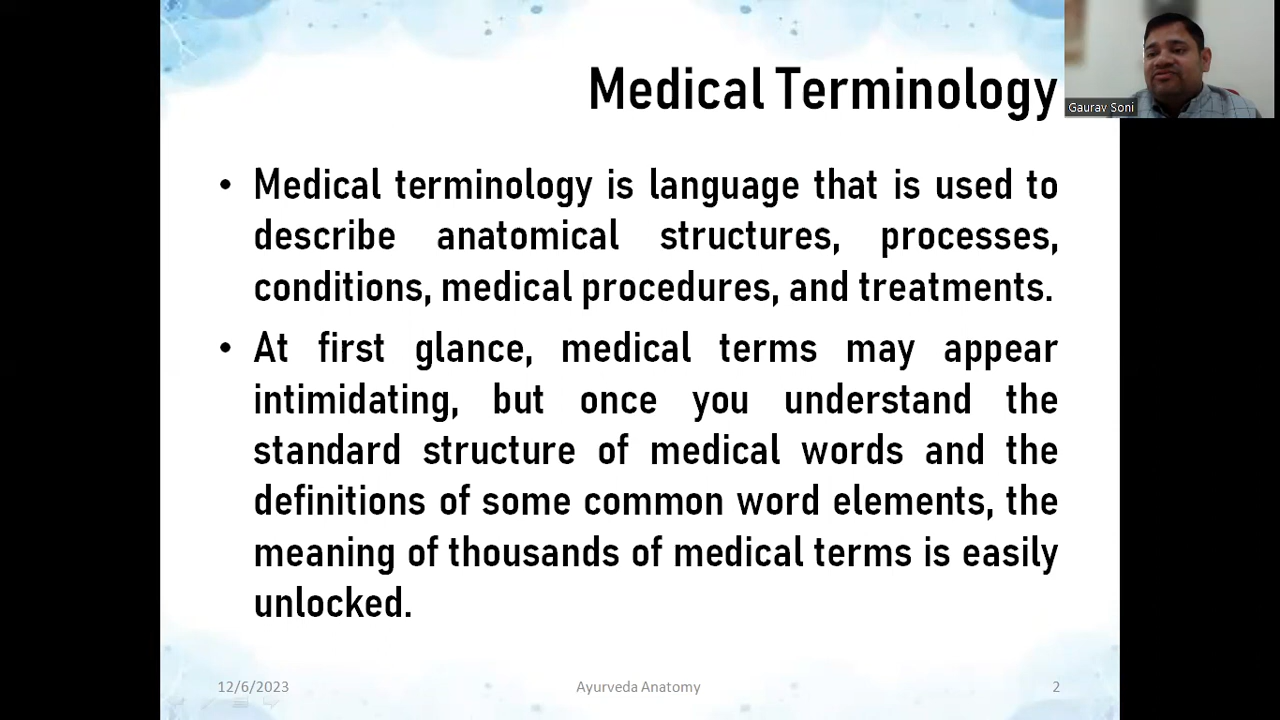 Medical Terminology
Gaurav Soni
• Medical terminology is language that is used to
describe anatomical structures, processes,
conditions, medical procedures, and treatments.
• At first glance, medical terms may appear
intimidating, but once you understand the
standard structure of medical words and the
definitions of some common word elements, the
meaning of thousands of medical terms is easily
unlocked.
12/6/2023 Ayurveda Anatomy 2